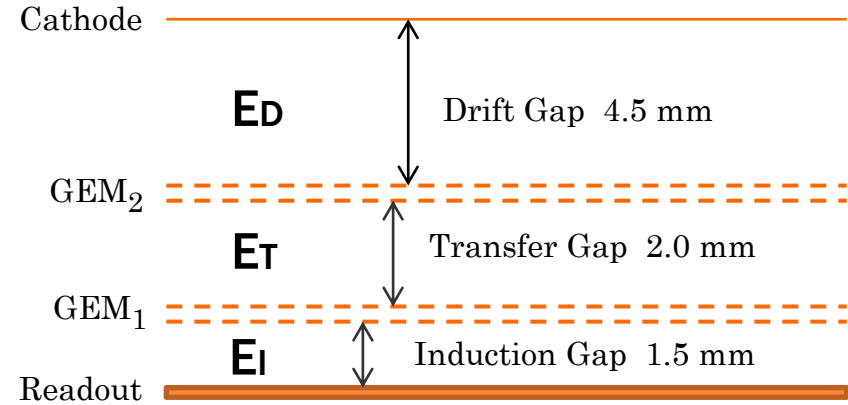 Cathode
ED Drift Gap 4.5 mm
GEM2
ET Transfer Gap 2.0 mm
GEM1
EI Induction Gap 1.5 mm
Readout